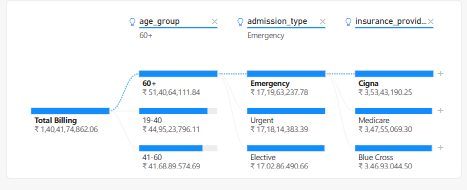 age_group
60+
admission_type
Emergency
insurance_provid...
60+
₹ 51,40,64,111.84
Emergency
₹ 17,19,63,237.78
Cigna
₹ 3,53,43,190.25
Total Billing
₹ 1,40,41,74,862.06
19-40
₹ 44,95,23,796.11
Urgent
₹ 17,18,14,383.39
Medicare
₹ 3,47,55,069.30
41-60
₹ 41,68,89,574.69
Elective
₹ 17,02,86,490.66
Blue Cross
₹ 3,46,93,044.50